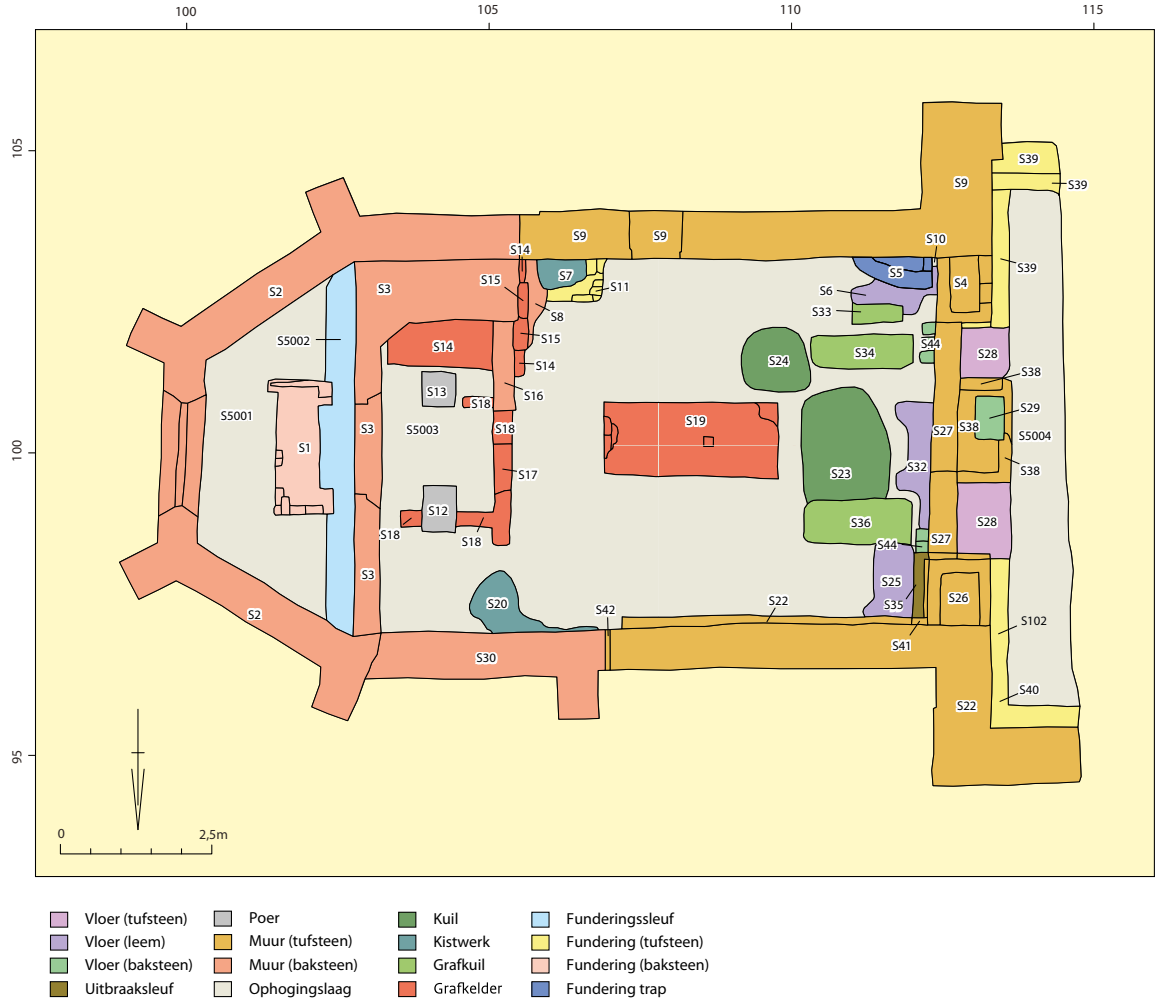 100 105 110 115
105
100
95
S9
S39
S39
S9 S9
S10
S14
S39
S7
S5
S15
S4
S2 S3
S6
S11
S33
S8
S5002
S15
S44
S14
S34
S28
S24
S14
S38
S13
S16
S18
S29
S5001
S19
S3
S5003
S18
S27
S38
S5004
S1
S32
S38
S17
S23
S12
S36
S28
S18
S18
S44
S27
S3
S25
S26
S20
S35
S42
S22
S2
S102
S41
S30
S40
S22
0 2,5m
Vloer (tufsteen)
Vloer (leem)
Vloer (baksteen)
Uitbraaksleuf
Poer
Muur (tufsteen)
Muur (baksteen)
Ophogingslaag
Kuil
Kistwerk
Grafkuil
Grafkelder
Funderingssleuf
Fundering (tufsteen)
Fundering (baksteen)
Fundering trap